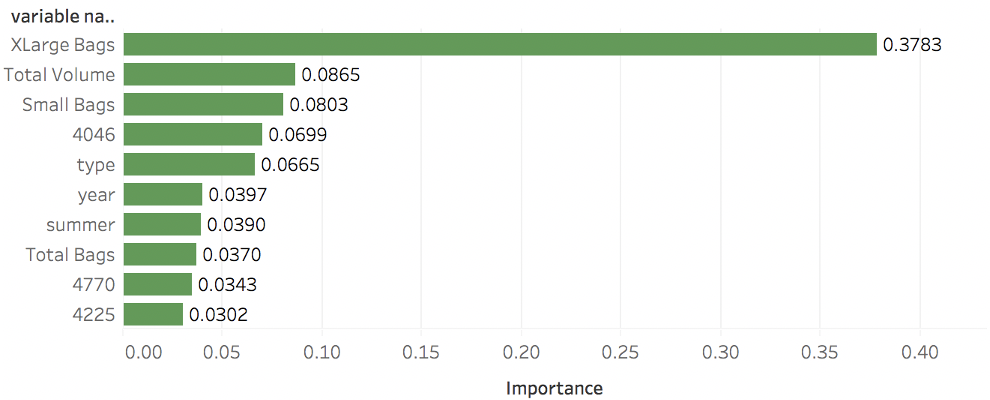 variable na..
XLarge Bags 0.3783
Total Volume 0.0865
Small Bags 0.0803
4046 0.0699
type 0.0665
year 0.0397
summer 0.0390
Total Bags 0.0370
4770 0.0343
4225 0.0302
0.00 0.05 0.10 0.15 0.20 0.25 0.30 0.35 0.40
Importance